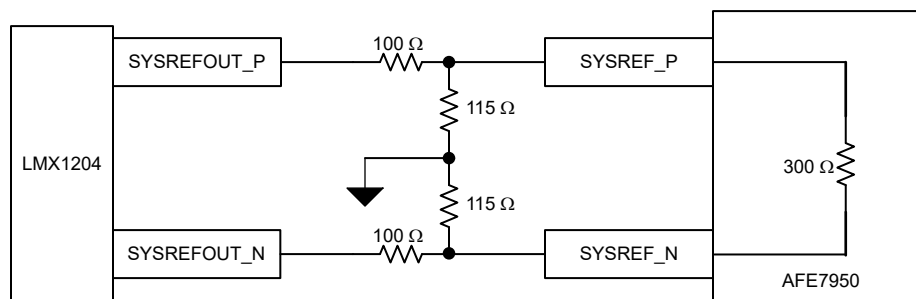 100 Ω
SYSREFOUT_P
SYSREF_P
115 Ω
LMX1204
300 Ω
115 Ω
100 Ω
SYSREFOUT_N
SYSREF_N
AFE7950